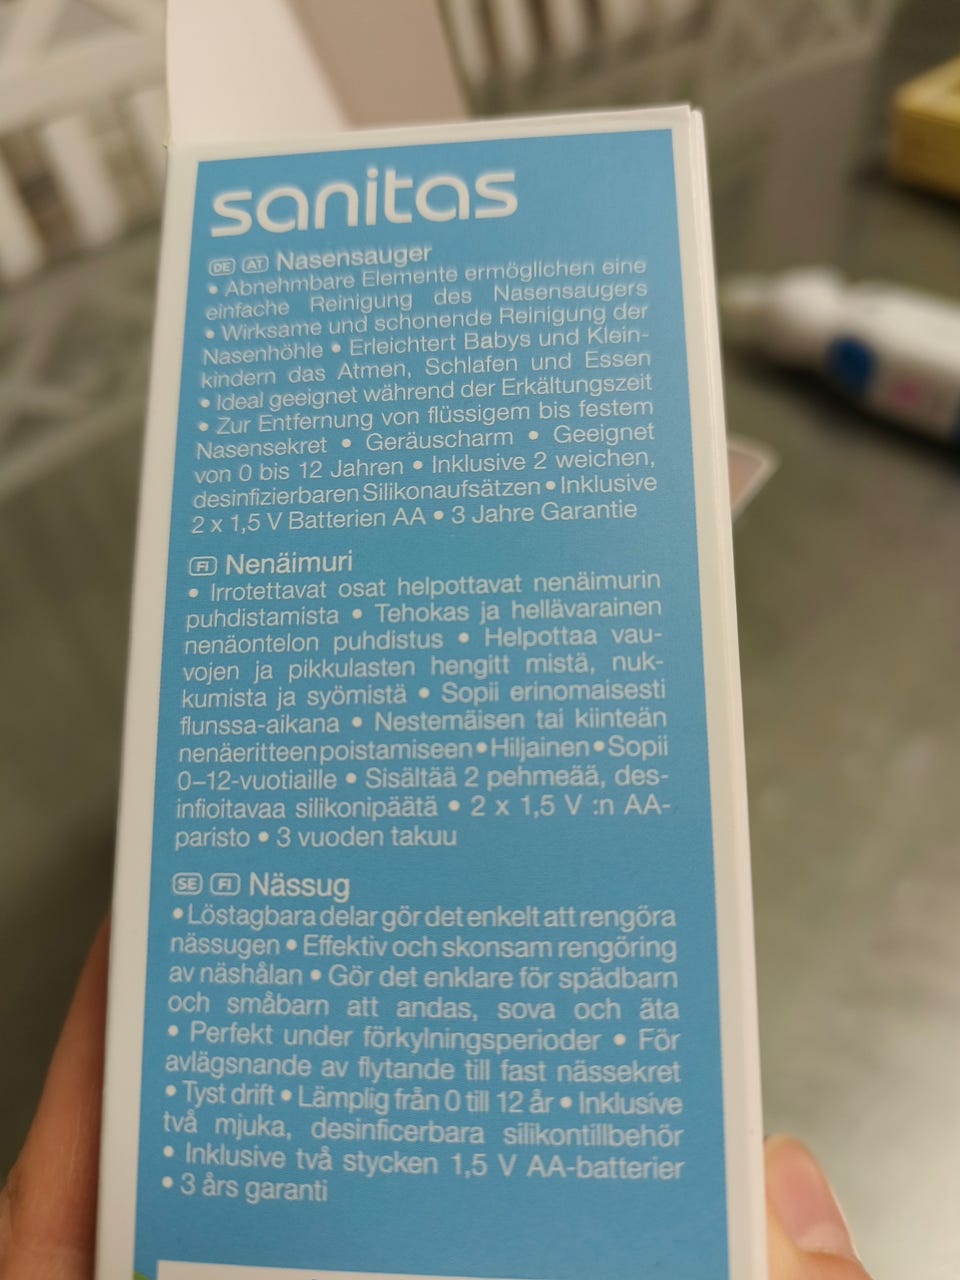 sanitas
DE AT Nasensauger
• Abnehmbare Elemente ermöglichen eine
einfache Reinigung des Nasensaugers
• Wirksame und schonende Reinigung der
Nasenhöhle • Erleichtert Babys und Klein-
kindern das Atmen, Schlafen und Essen
• Ideal geeignet während der Erkältungszeit
• Zur Entfernung von flüssigem bis festem
Nasensekret • Geräuscharm • Geeignet
von 0 bis 12 Jahren • Inklusive 2 weichen,
desinfizierbaren Silikonaufsätzen • Inklusive
2 x 1,5 V Batterien AA • 3 Jahre Garantie
FI Nenäimuri
• Irrotettavat osat helpottavat nenäimurin
puhdistamista • Tehokas ja hellävarainen
nenäontelon puhdistus • Helpottaa vau-
vojen ja pikkulasten hengitt mistä, nuk-
kumista ja syömistä • Sopii erinomaisesti
flunssa-aikana • Nestemäisen tai kiinteän
nenäeritteen poistamiseen • Hiljainen • Sopii
0–12-vuotiaille • Sisältää 2 pehmeää, des-
infioitavaa silikonipäätä • 2 x 1,5 V :n AA-
paristo • 3 vuoden takuu
SE FI Nässug
• Löstagbara delar gör det enkelt att rengöra
nässugen • Effektiv och skonsam rengöring
av näshålan • Gör det enklare för spädbarn
och småbarn att andas, sova och äta
• Perfekt under förkylningsperioder • För
avlägsnande av flytande till fast nässekret
• Tyst drift • Lämplig från 0 till 12 år • Inklusive
två mjuka, desinficerbara silikontillbehör
• Inklusive två stycken 1,5 V AA-batterier
• 3 års garanti